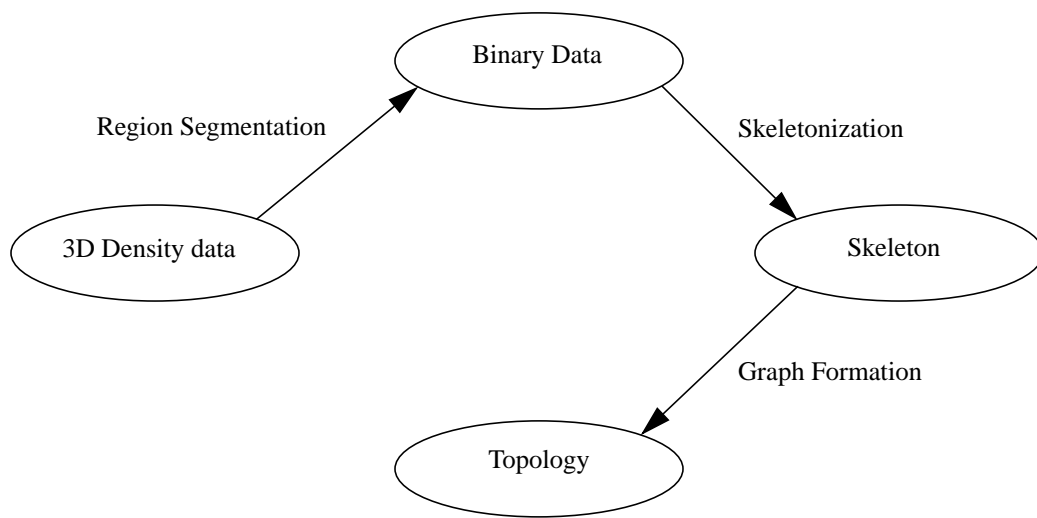 Binary Data
Region Segmentation
Skeletonization
3D Density data
Skeleton
Graph Formation
Topology